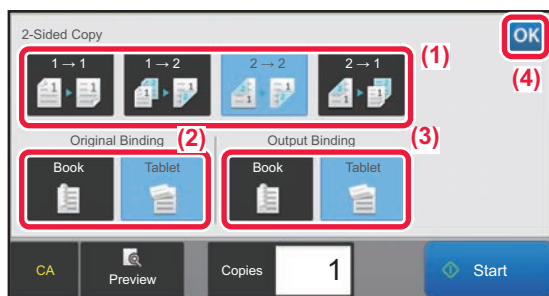 2-Sided Copy
OK
(1)
(4)
1 → 1
1 → 2
2 → 2
2 → 1
Original Binding
(2)
Output Binding
(3)
Book
Tablet
Book
Tablet
CA
Preview
Copies
1
Start